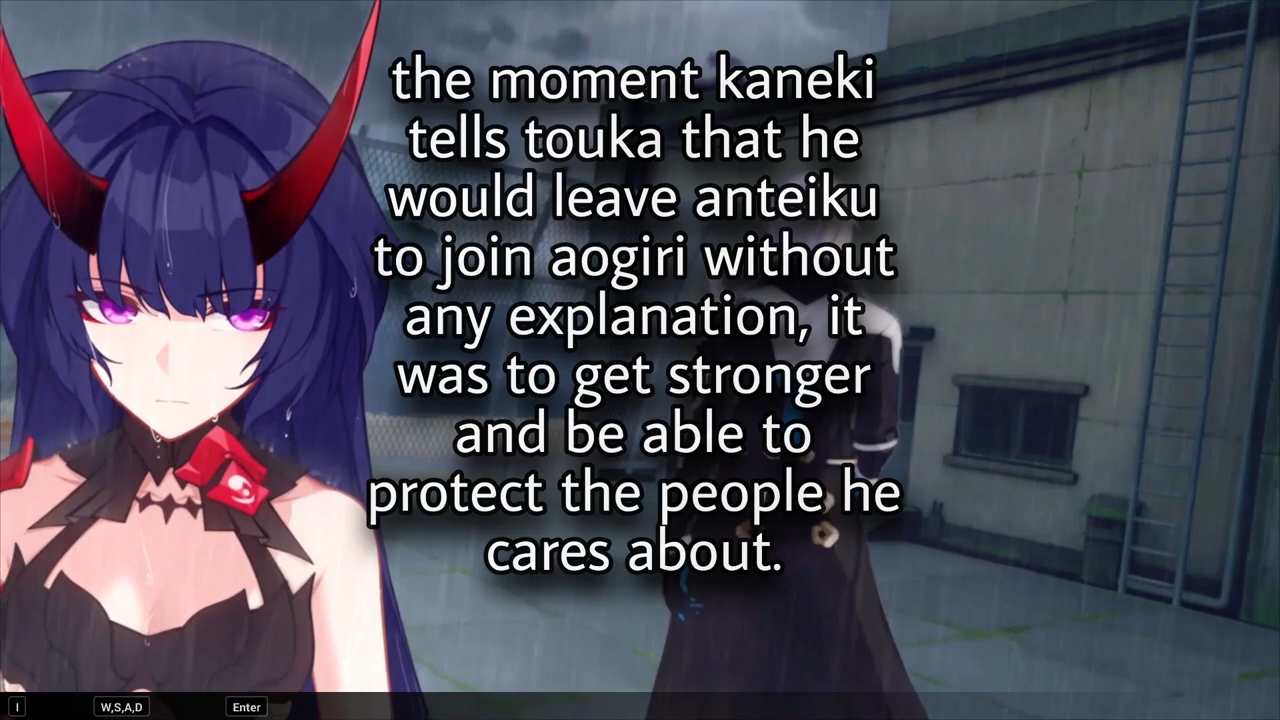 the moment kaneki
tells touka that he
would leave anteiku
to join aogiri without
any explanation, it
was to get stronger
and be able to
protect the people he
cares about.
I
W,S,A,D
Enter